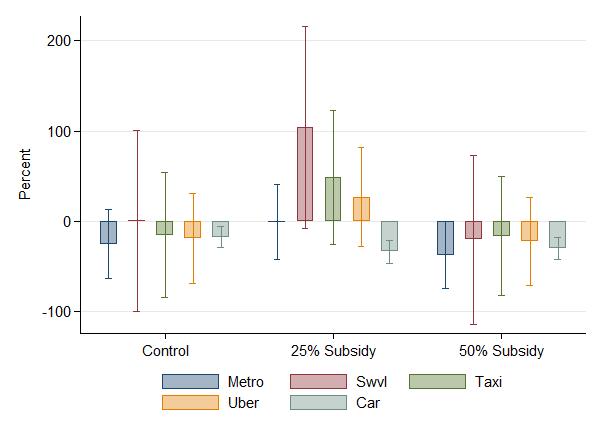 200
100
0
-100
Percent
Control 25% Subsidy 50% Subsidy
Metro Swvl Taxi
Uber Car